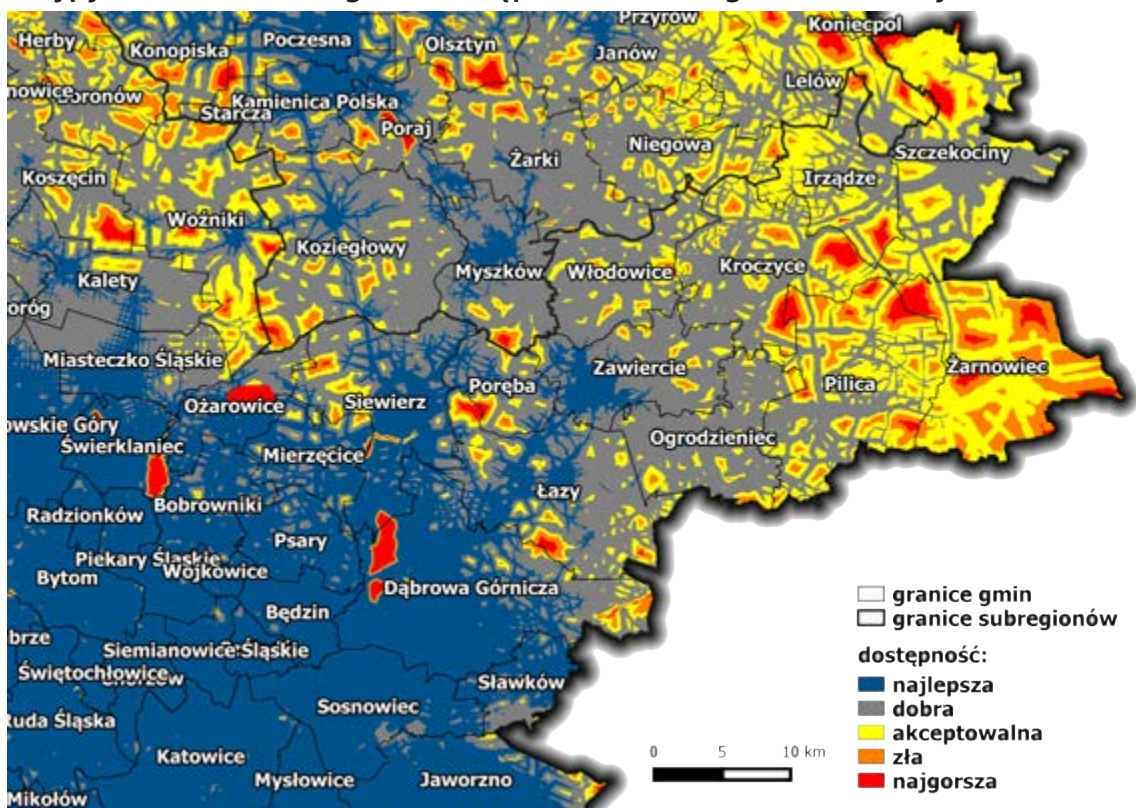 Przyrów
Koniecpol
Herby
Poczesna
Olsztyn
Konopiska
Janów
Lelów
Boronów
Kamienica Polska
Starcza
Poraj
Niegowa
Szczekociny
Żarki
Koszęcin
Irządze
Woźniki
Koziegłowy
Kroczyce
Myszków
Włodowice
Kalety
Miasteczko Śląskie
Zawiercie
Żarnowiec
Poręba
Pilica
Ożarowice
Siewierz
owskie Góry
Ogrodzieniec
Świerklaniec
Mierzęcice
Łazy
Bobrowniki
Radzionków
Psary
Piekary Śląskie
Wojkowice
Bytom
Dąbrowa Górnicza
Będzin
granice gmin
granice subregionów
brze
Siemianowice Śląskie
dostępność:
Świętochłowice
Sławków
najlepsza
Sosnowiec
dobra
Ruda Śląska
akceptowalna
Katowice
0 5 10 km
zła
Mysłowice
Jaworzno
najgorsza
Mikołów